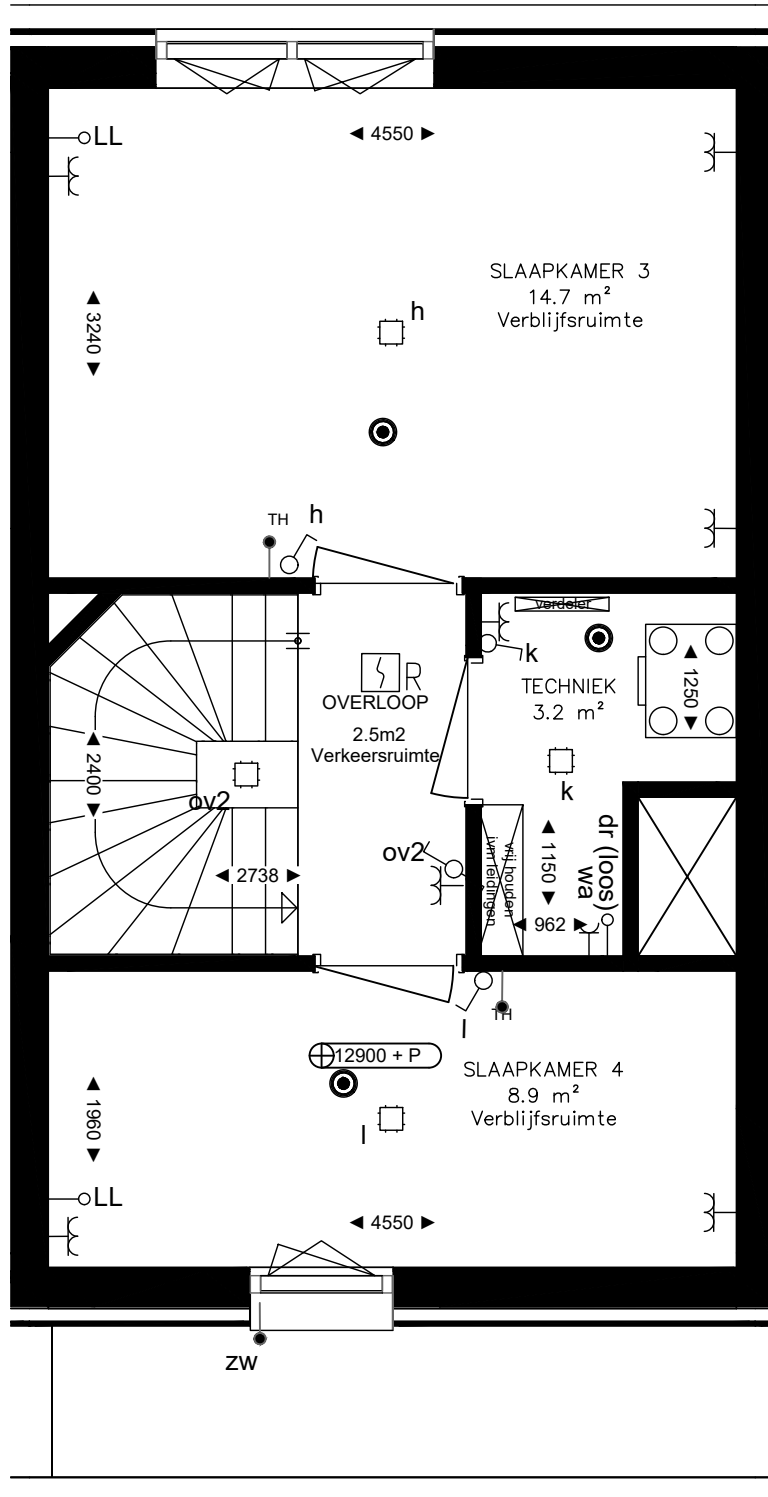 LL
4550
SLAAPKAMER 3
14.7 m²
Verblijfsruimte
3240
h
TH
h
verdeler
k
R
OVERLOOP
2.5m2
Verkeersruimte
TECHNIEK
3.2 m²
1250
2400
ov2
k
ov2
2738
vrij houden
ivm leidingen
1150
dr (loos)
wa
962
TH
l
12900 + P
SLAAPKAMER 4
8.9 m²
Verblijfsruimte
l
1960
LL
4550
zw